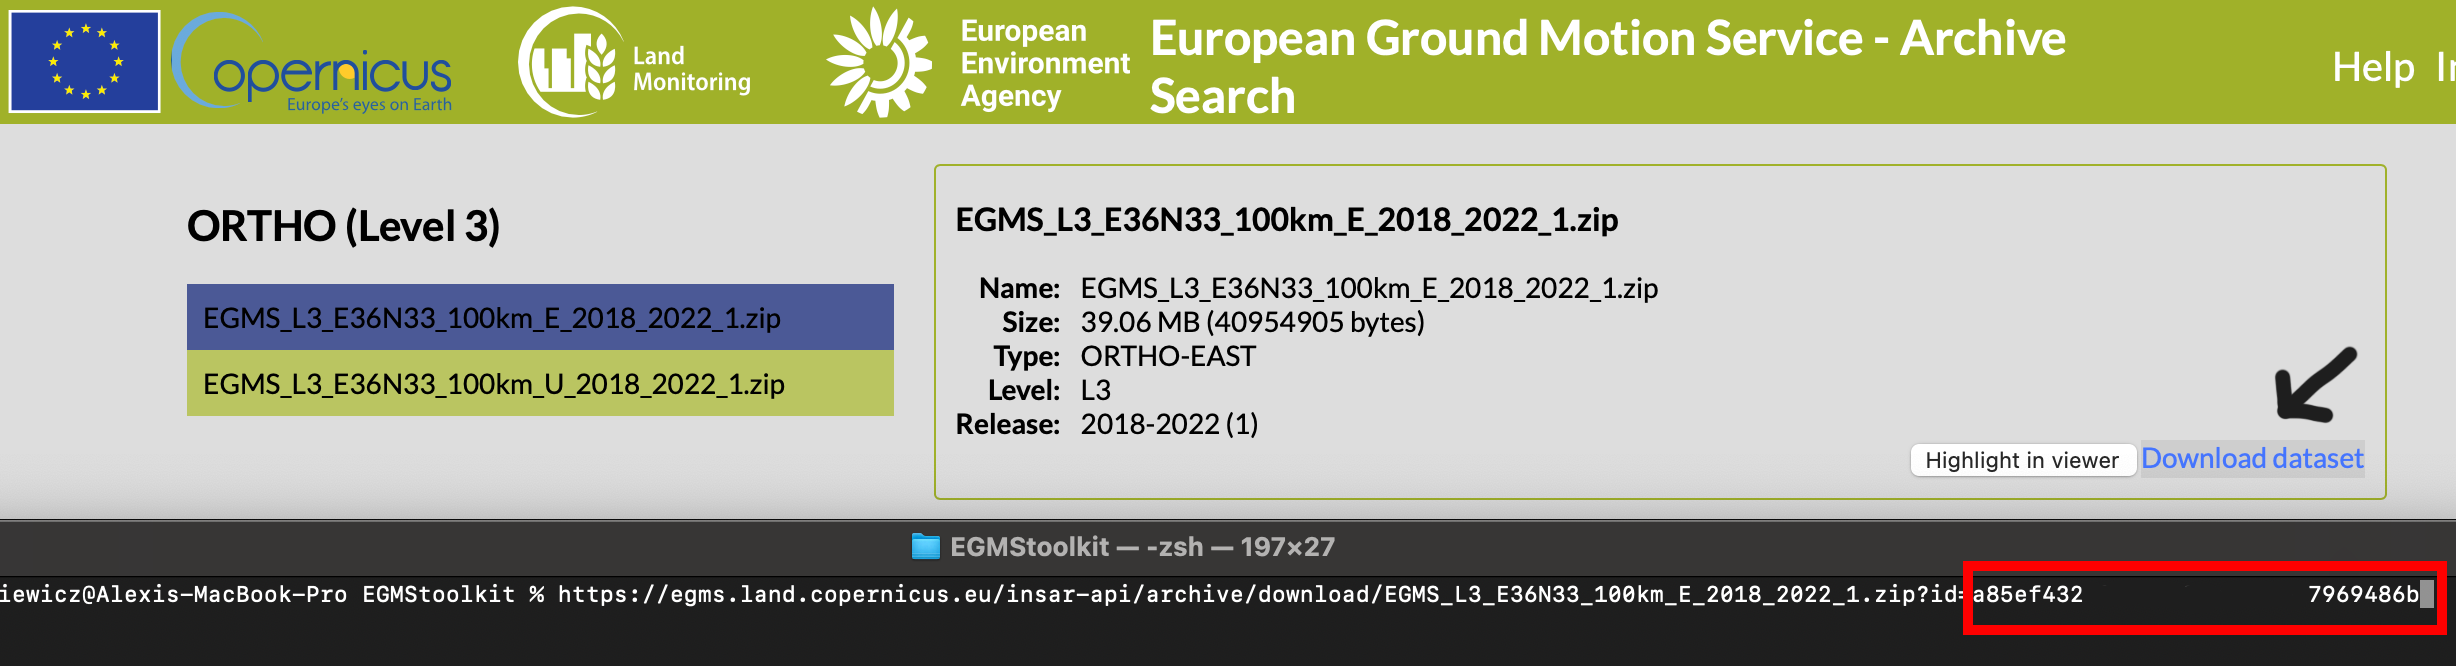 opernicus
Europe's eyes on Earth
Land
Monitoring
European
Environment
Agency
European Ground Motion Service - Archive
Search
Help
ORTHO (Level 3)
EGMS_L3_E36N33_100km_E_2018_2022_1.zip
EGMS_L3_E36N33_100km_U_2018_2022_1.zip
EGMS_L3_E36N33_100km_E_2018_2022_1.zip
Name: EGMS_L3_E36N33_100km_E_2018_2022_1.zip
Size: 39.06 MB (40954905 bytes)
Type: ORTHO-EAST
Level: L3
Release: 2018-2022 (1)
Highlight in viewer Download dataset
EGMStoolkit — -zsh — 197×27
iewicz@Alexis-MacBook-Pro EGMStoolkit % https://egms.land.copernicus.eu/insar-api/archive/download/EGMS_L3_E36N33_100km_E_2018_2022_1.zip?id=a85ef432 7969486b